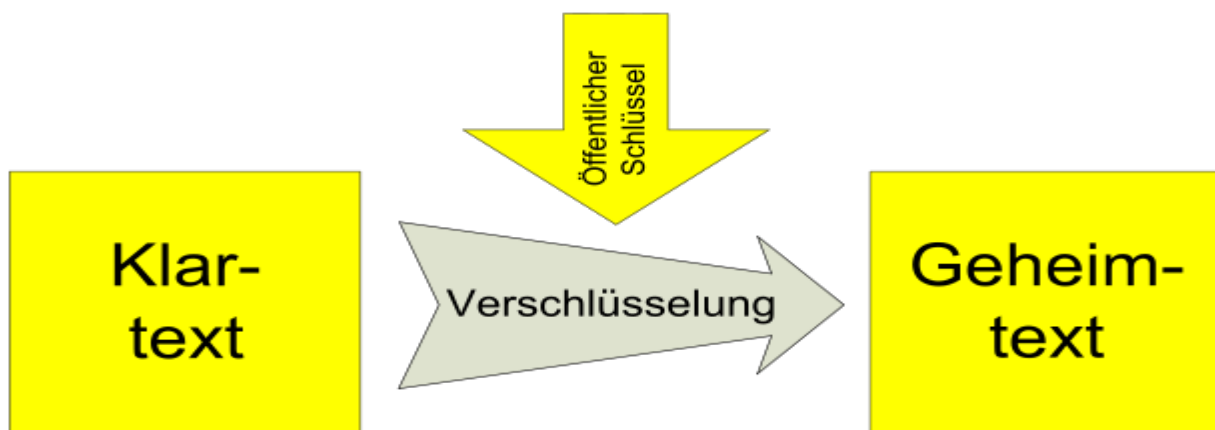 Öffentlicher
Schlüssel
Klar-
text
Verschlüsselung
Geheim-
text